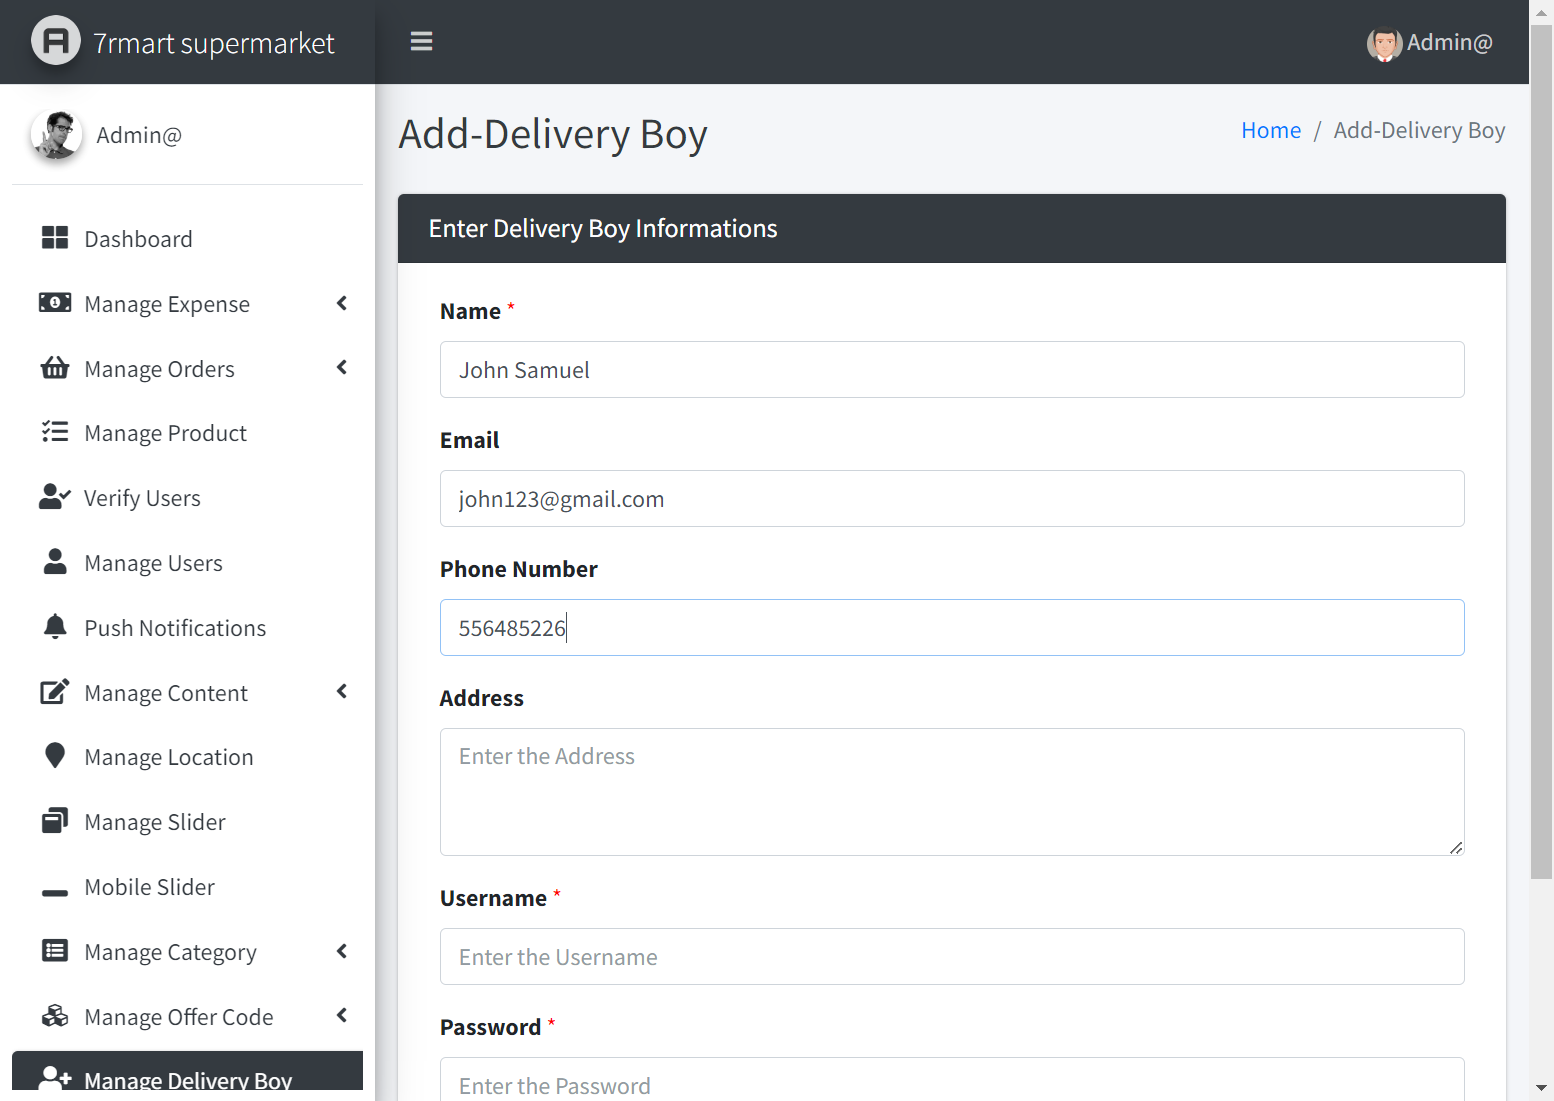 7rmart supermarket
Admin@
Admin@
Dashboard
Manage Expense
Manage Orders
Manage Product
Verify Users
Manage Users
Push Notifications
Manage Content
Manage Location
Manage Slider
Mobile Slider
Manage Category
Manage Offer Code
Manage Delivery Boy
Add-Delivery Boy
Home / Add-Delivery Boy
Enter Delivery Boy Informations
Name *
John Samuel
Email
john123@gmail.com
Phone Number
556485226
Address
Enter the Address
Username *
Enter the Username
Password *
Enter the Password